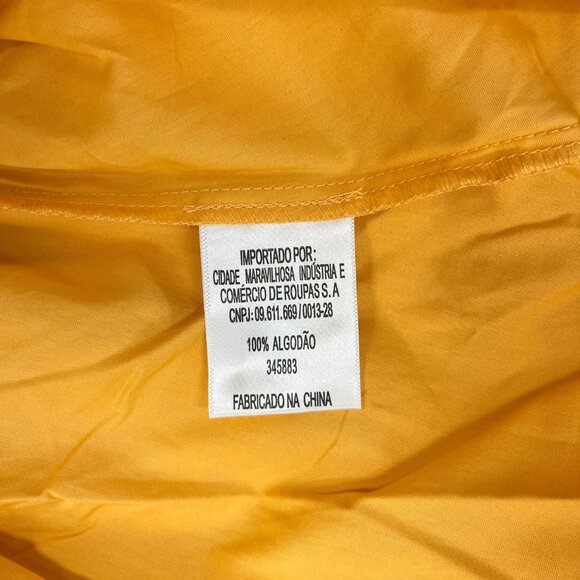 IMPORTADO POR:
CIDADE MARAVILHOSA INDÚSTRIA E
COMÉRCIO DE ROUPAS S. A
CNPJ: 09.611.669/0013-28
100% ALGODÃO
345883
FABRICADO NA CHINA